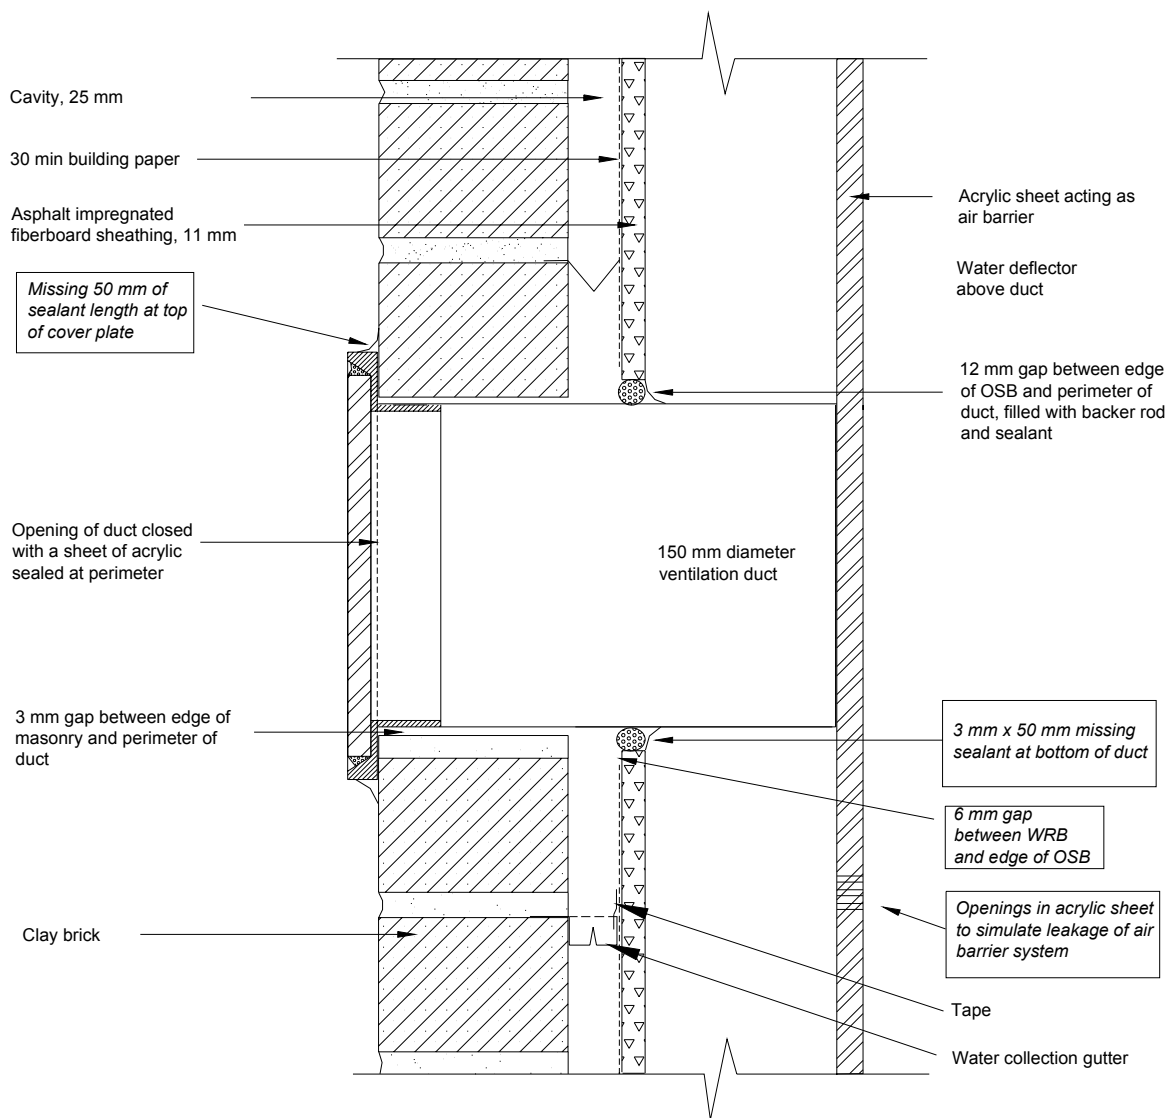 Cavity, 25 mm
30 min building paper
Asphalt impregnated
fiberboard sheathing, 11 mm
Missing 50 mm of
sealant length at top
of cover plate
Opening of duct closed
with a sheet of acrylic
sealed at perimeter
3 mm gap between edge of
masonry and perimeter of
duct
Clay brick
150 mm diameter
ventilation duct
Acrylic sheet acting as
air barrier
Water deflector
above duct
12 mm gap between edge
of OSB and perimeter of
duct, filled with backer rod
and sealant
3 mm x 50 mm missing
sealant at bottom of duct
6 mm gap
between WRB
and edge of OSB
Openings in acrylic sheet
to simulate leakage of air
barrier system
Tape
Water collection gutter